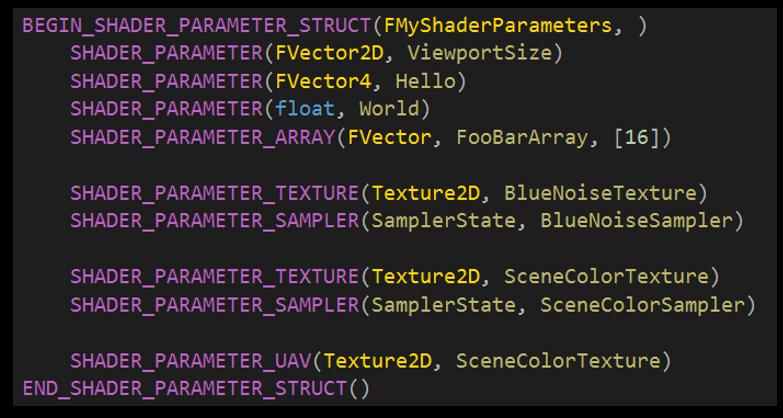 BEGIN_SHADER_PARAMETER_STRUCT(FMyShaderParameters, )
SHADER_PARAMETER(FVector2D, ViewportSize)
SHADER_PARAMETER(FVector4, Hello)
SHADER_PARAMETER(float, World)
SHADER_PARAMETER_ARRAY(FVector, FooBarArray, [16])
SHADER_PARAMETER_TEXTURE(Texture2D, BlueNoiseTexture)
SHADER_PARAMETER_SAMPLER(SamplerState, BlueNoiseSampler)
SHADER_PARAMETER_TEXTURE(Texture2D, SceneColorTexture)
SHADER_PARAMETER_SAMPLER(SamplerState, SceneColorSampler)
SHADER_PARAMETER_UAV(Texture2D, SceneColorTexture)
END_SHADER_PARAMETER_STRUCT()